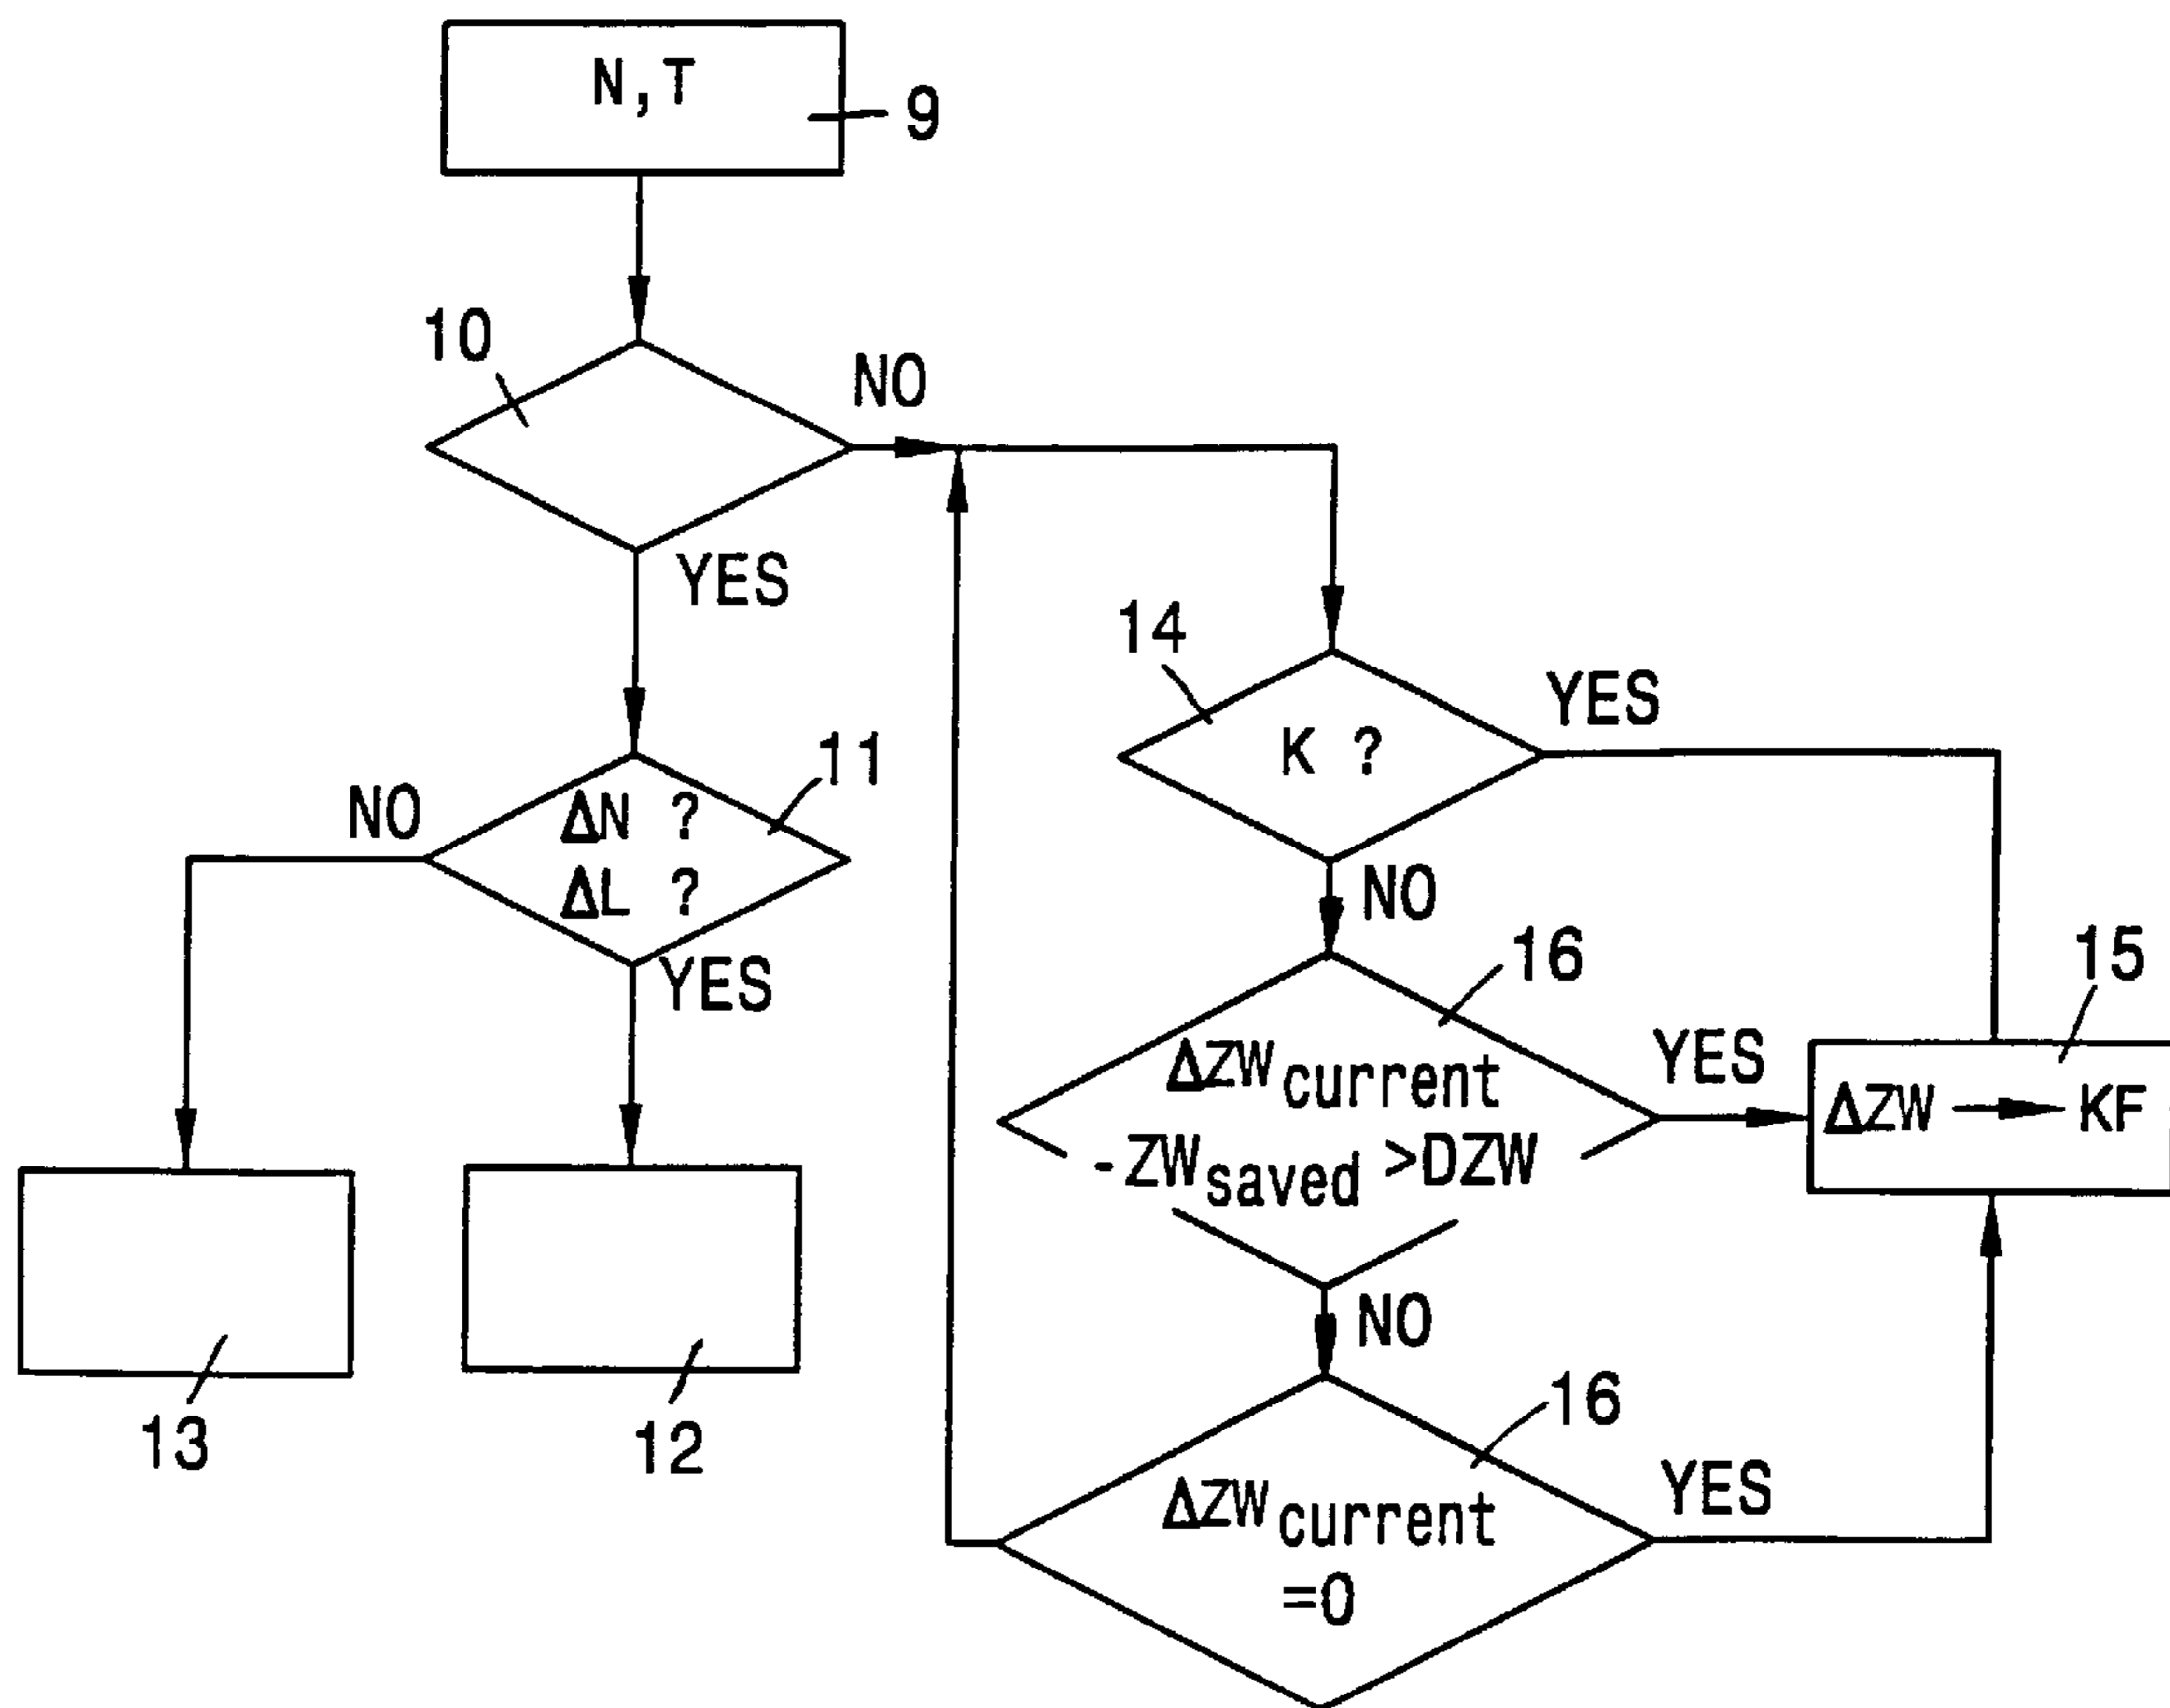 N,T
9
10
NO
YES
14
YES
K ?
11
NO
ΔN ?
ΔL ?
YES
NO
16
15
YES
ΔZWcurrent
-ZWsaved >DZW
ΔZW KF
NO
13
12
16
YES
ΔZWcurrent
=0